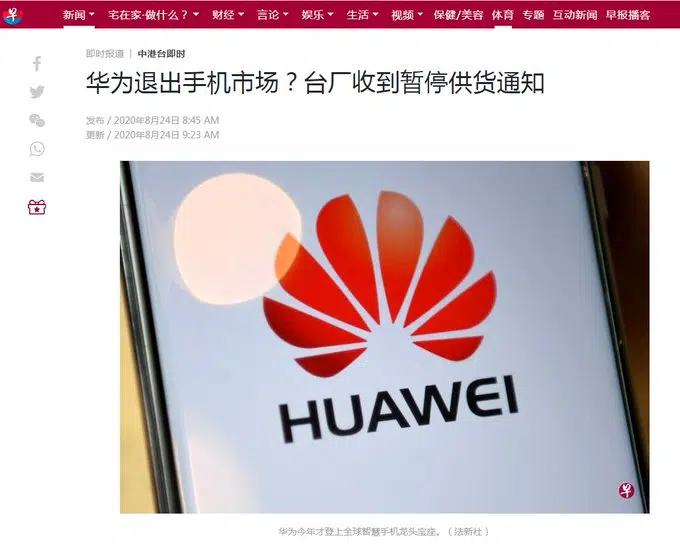 早
新闻 宅在家-做什么？ 财经 言论 娱乐 生活 视频 保健/美容 体育 专题 互动新闻 早报播客
即时报道 | 中港台即时
华为退出手机市场？台厂收到暂停供货通知
发布 / 2020年8月24日 8:45 AM
更新 / 2020年8月24日 9:23 AM
HUAWEI
早
华为今年才登上全球智慧手机龙头宝座。（法新社）